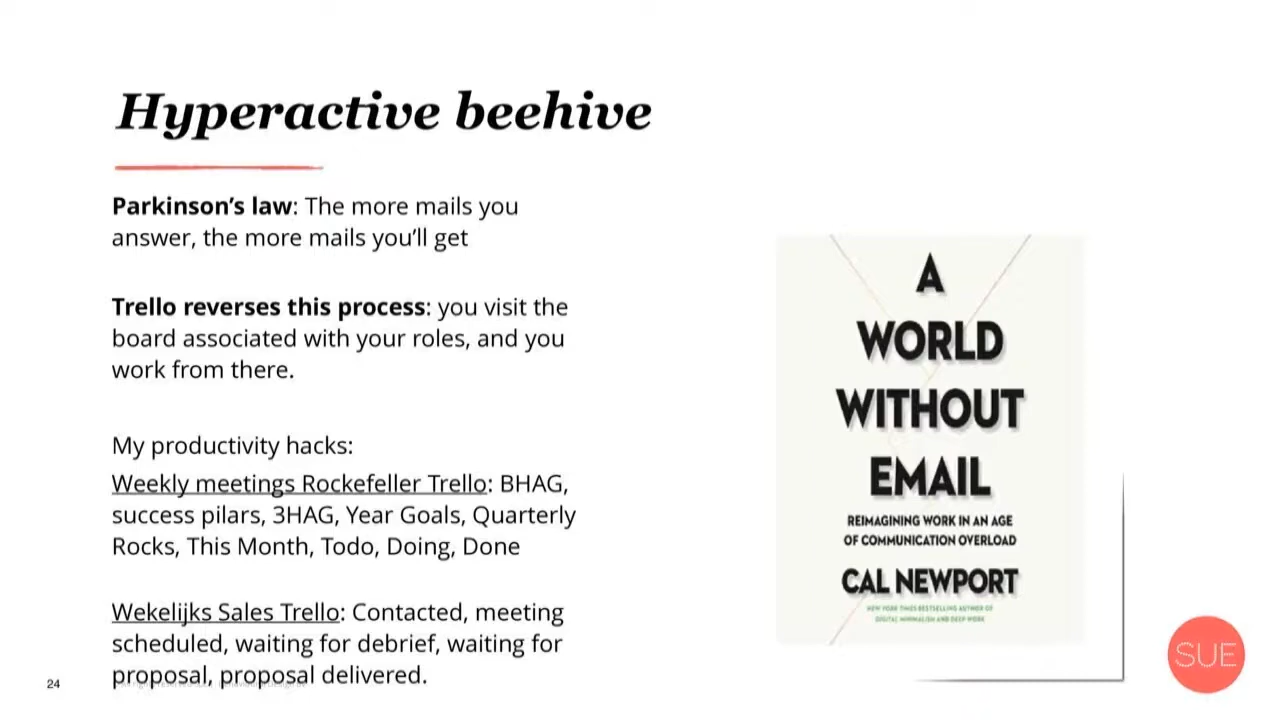 Hyperactive beehive
Parkinson’s law: The more mails you
answer, the more mails you’ll get
Trello reverses this process: you visit the
board associated with your roles, and you
work from there.
My productivity hacks:
Weekly meetings Rockefeller Trello: BHAG,
success pilars, 3HAG, Year Goals, Quarterly
Rocks, This Month, Todo, Doing, Done
Wekelijks Sales Trello: Contacted, meeting
scheduled, waiting for debrief, waiting for
proposal, proposal delivered.
24
A
WORLD
WITHOUT
EMAIL
REIMAGINING WORK IN AN AGE
OF COMMUNICATION OVERLOAD
CAL NEWPORT
NEW YORK TIMES BESTSELLING AUTHOR OF
DIGITAL MINIMALISM AND DEEP WORK
SUE